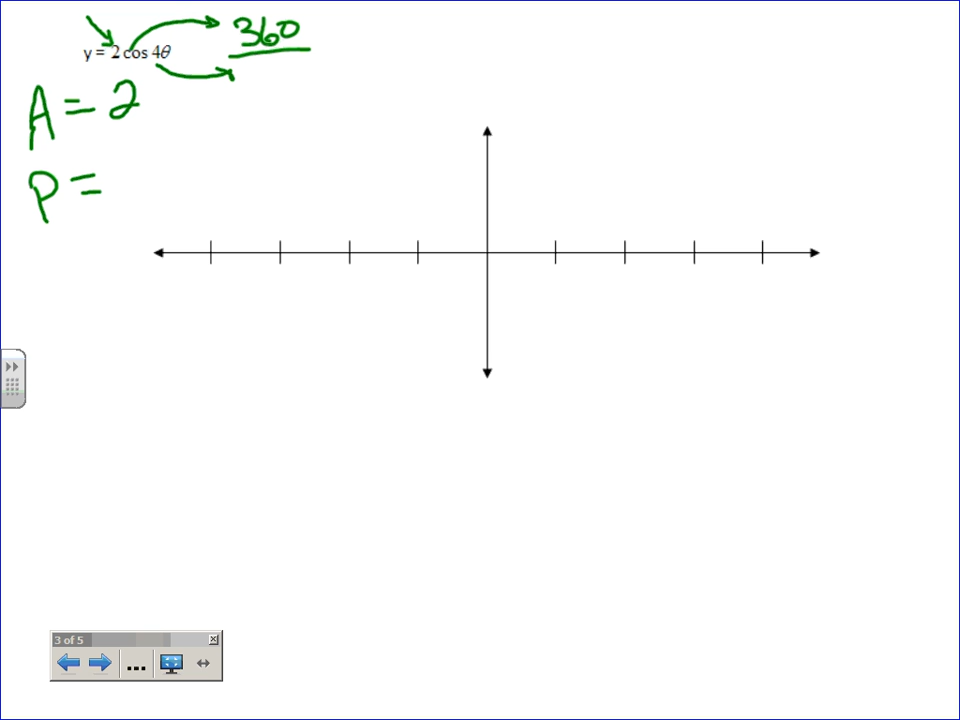 360
y = 2 cos 4θ
A = 2
P =
3 of 5
...